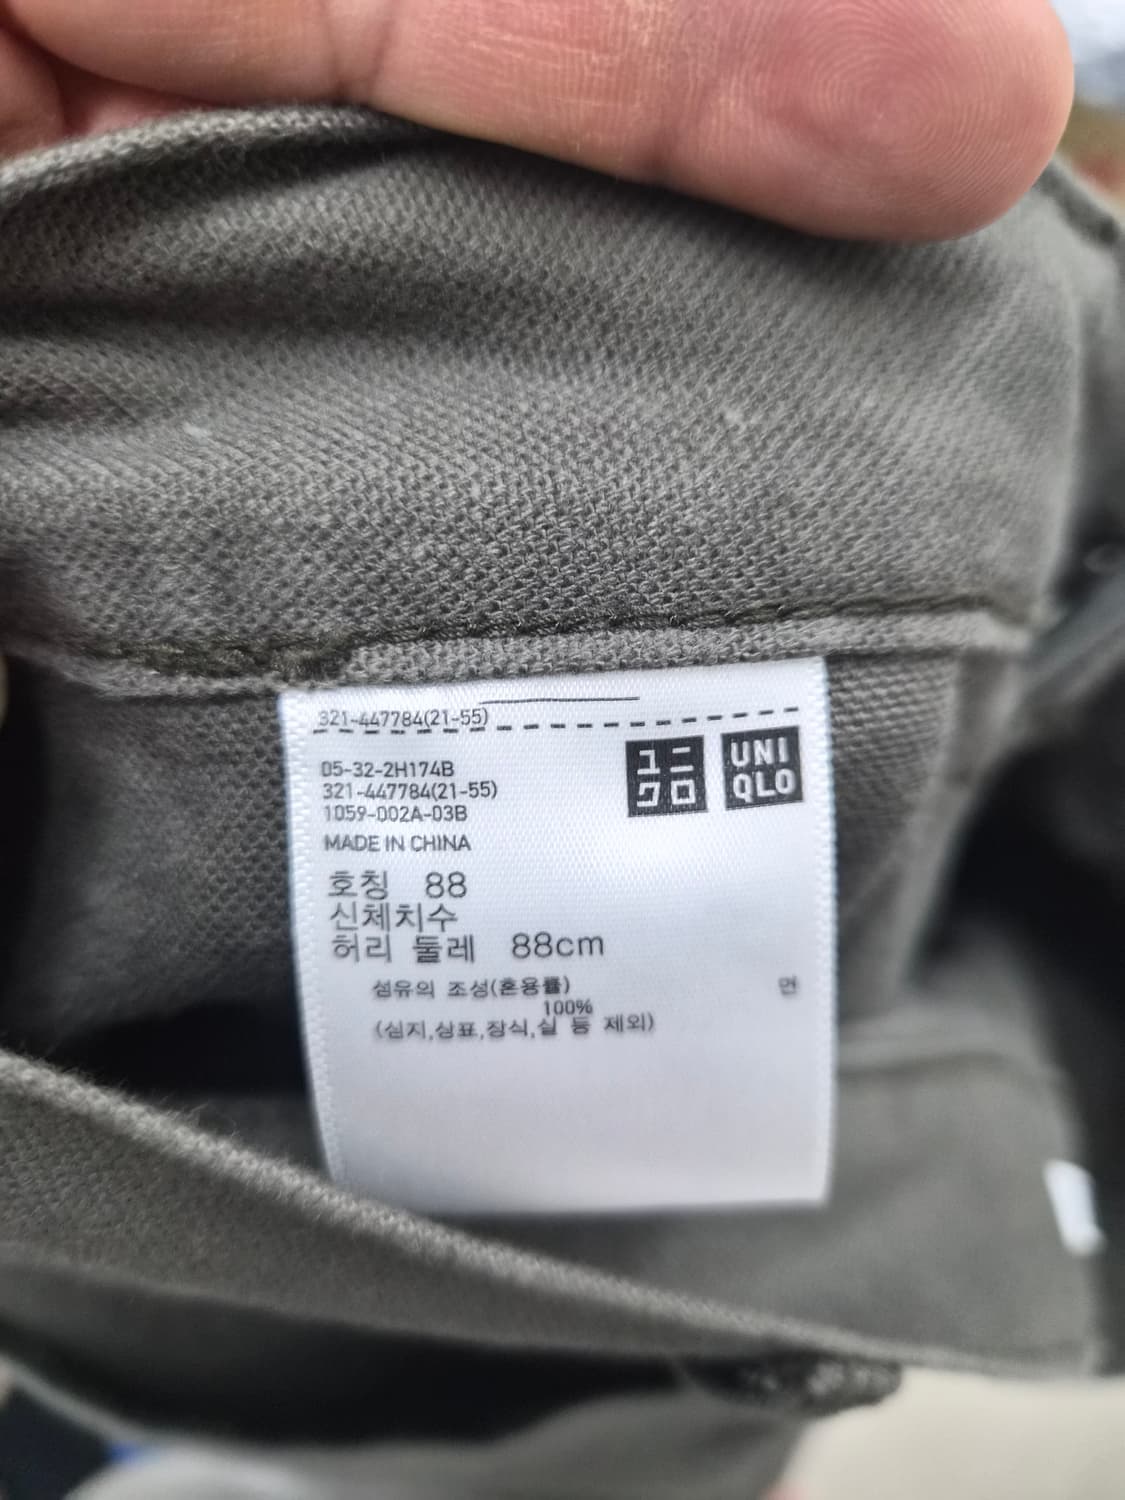 321-447784(21-55)
ユニ
クロ
UNI
QLO
05-32-2H174B
321-447784(21-55)
1059-002A-03B
MADE IN CHINA
호칭 88
신체치수
허리 둘레 88cm
섬유의 조성(혼용률) 면
100%
(심지,상표,장식,실 등 제외)